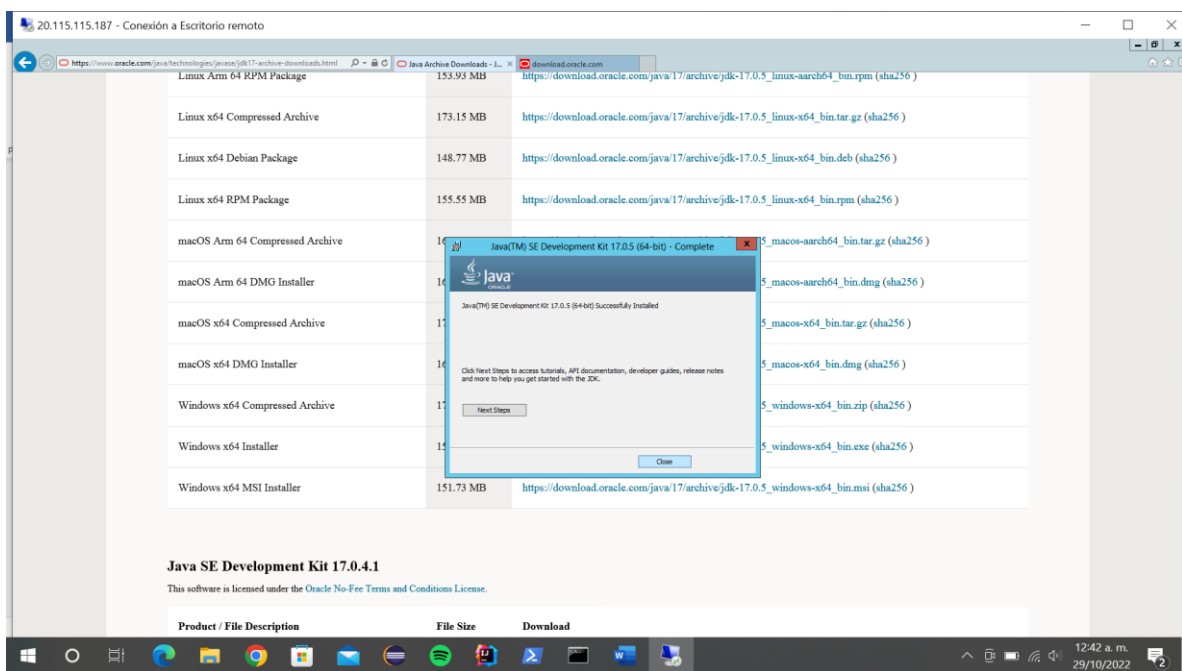 20.115.115.187 - Conexión a Escritorio remoto
https://www.oracle.com/java/technologies/javase/jdk17-archive-downloads.html
Java Archive Downloads - J...
download.oracle.com
Linux Arm 64 RPM Package 153.93 MB https://download.oracle.com/java/17/archive/jdk-17.0.5_linux-aarch64_bin.rpm (sha256 )
Linux x64 Compressed Archive 173.15 MB https://download.oracle.com/java/17/archive/jdk-17.0.5_linux-x64_bin.tar.gz (sha256 )
Linux x64 Debian Package 148.77 MB https://download.oracle.com/java/17/archive/jdk-17.0.5_linux-x64_bin.deb (sha256 )
Linux x64 RPM Package 155.55 MB https://download.oracle.com/java/17/archive/jdk-17.0.5_linux-x64_bin.rpm (sha256 )
macOS Arm 64 Compressed Archive 5_macos-aarch64_bin.tar.gz (sha256 )
macOS Arm 64 DMG Installer 5_macos-aarch64_bin.dmg (sha256 )
macOS x64 Compressed Archive 5_macos-x64_bin.tar.gz (sha256 )
macOS x64 DMG Installer 5_macos-x64_bin.dmg (sha256 )
Windows x64 Compressed Archive 5_windows-x64_bin.zip (sha256 )
Windows x64 Installer 5_windows-x64_bin.exe (sha256 )
Windows x64 MSI Installer 151.73 MB https://download.oracle.com/java/17/archive/jdk-17.0.5_windows-x64_bin.msi (sha256 )
Java(TM) SE Development Kit 17.0.5 (64-bit) - Complete
Java
ORACLE
Java(TM) SE Development Kit 17.0.5 (64-bit) Successfully Installed
Click Next Steps to access tutorials, API documentation, developer guides, release notes
and more to help you get started with the JDK.
Next Steps
Close
Java SE Development Kit 17.0.4.1
This software is licensed under the Oracle No-Fee Terms and Conditions License.
Product / File Description File Size Download
12:42 a. m.
29/10/2022
2